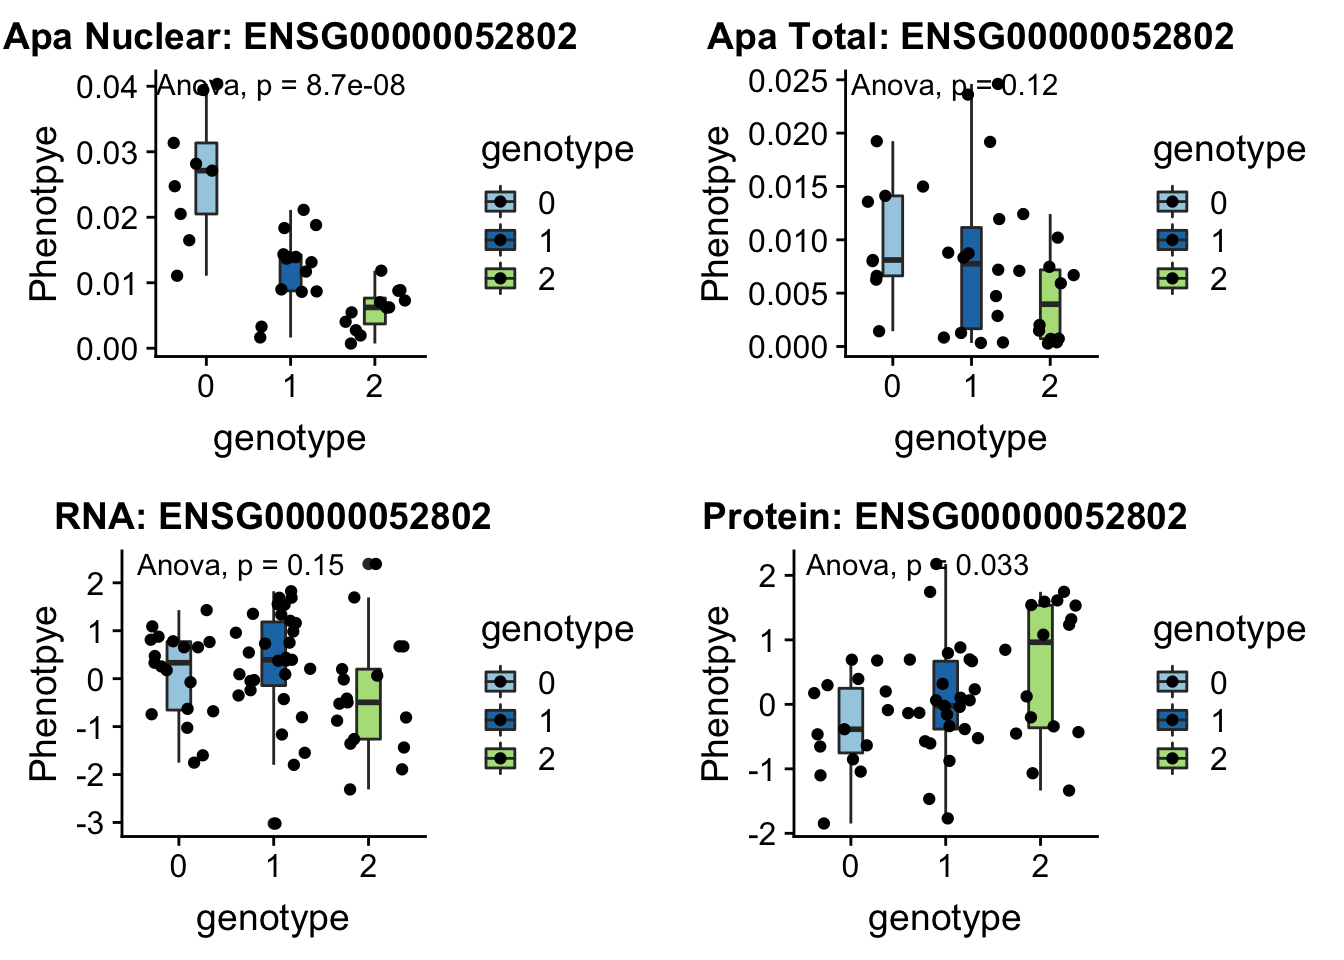 Apa Nuclear: ENSG00000052802
Anova, p = 8.7e-08
Phenotpye
0.04
0.03
0.02
0.01
0.00
0 1 2
genotype
genotype
0
1
2
Apa Total: ENSG00000052802
Anova, p = 0.12
Phenotpye
0.025
0.020
0.015
0.010
0.005
0.000
0 1 2
genotype
genotype
0
1
2
RNA: ENSG00000052802
Anova, p = 0.15
Phenotpye
2
1
0
-1
-2
-3
0 1 2
genotype
genotype
0
1
2
Protein: ENSG00000052802
Anova, p = 0.033
Phenotpye
2
1
0
-1
-2
0 1 2
genotype
genotype
0
1
2